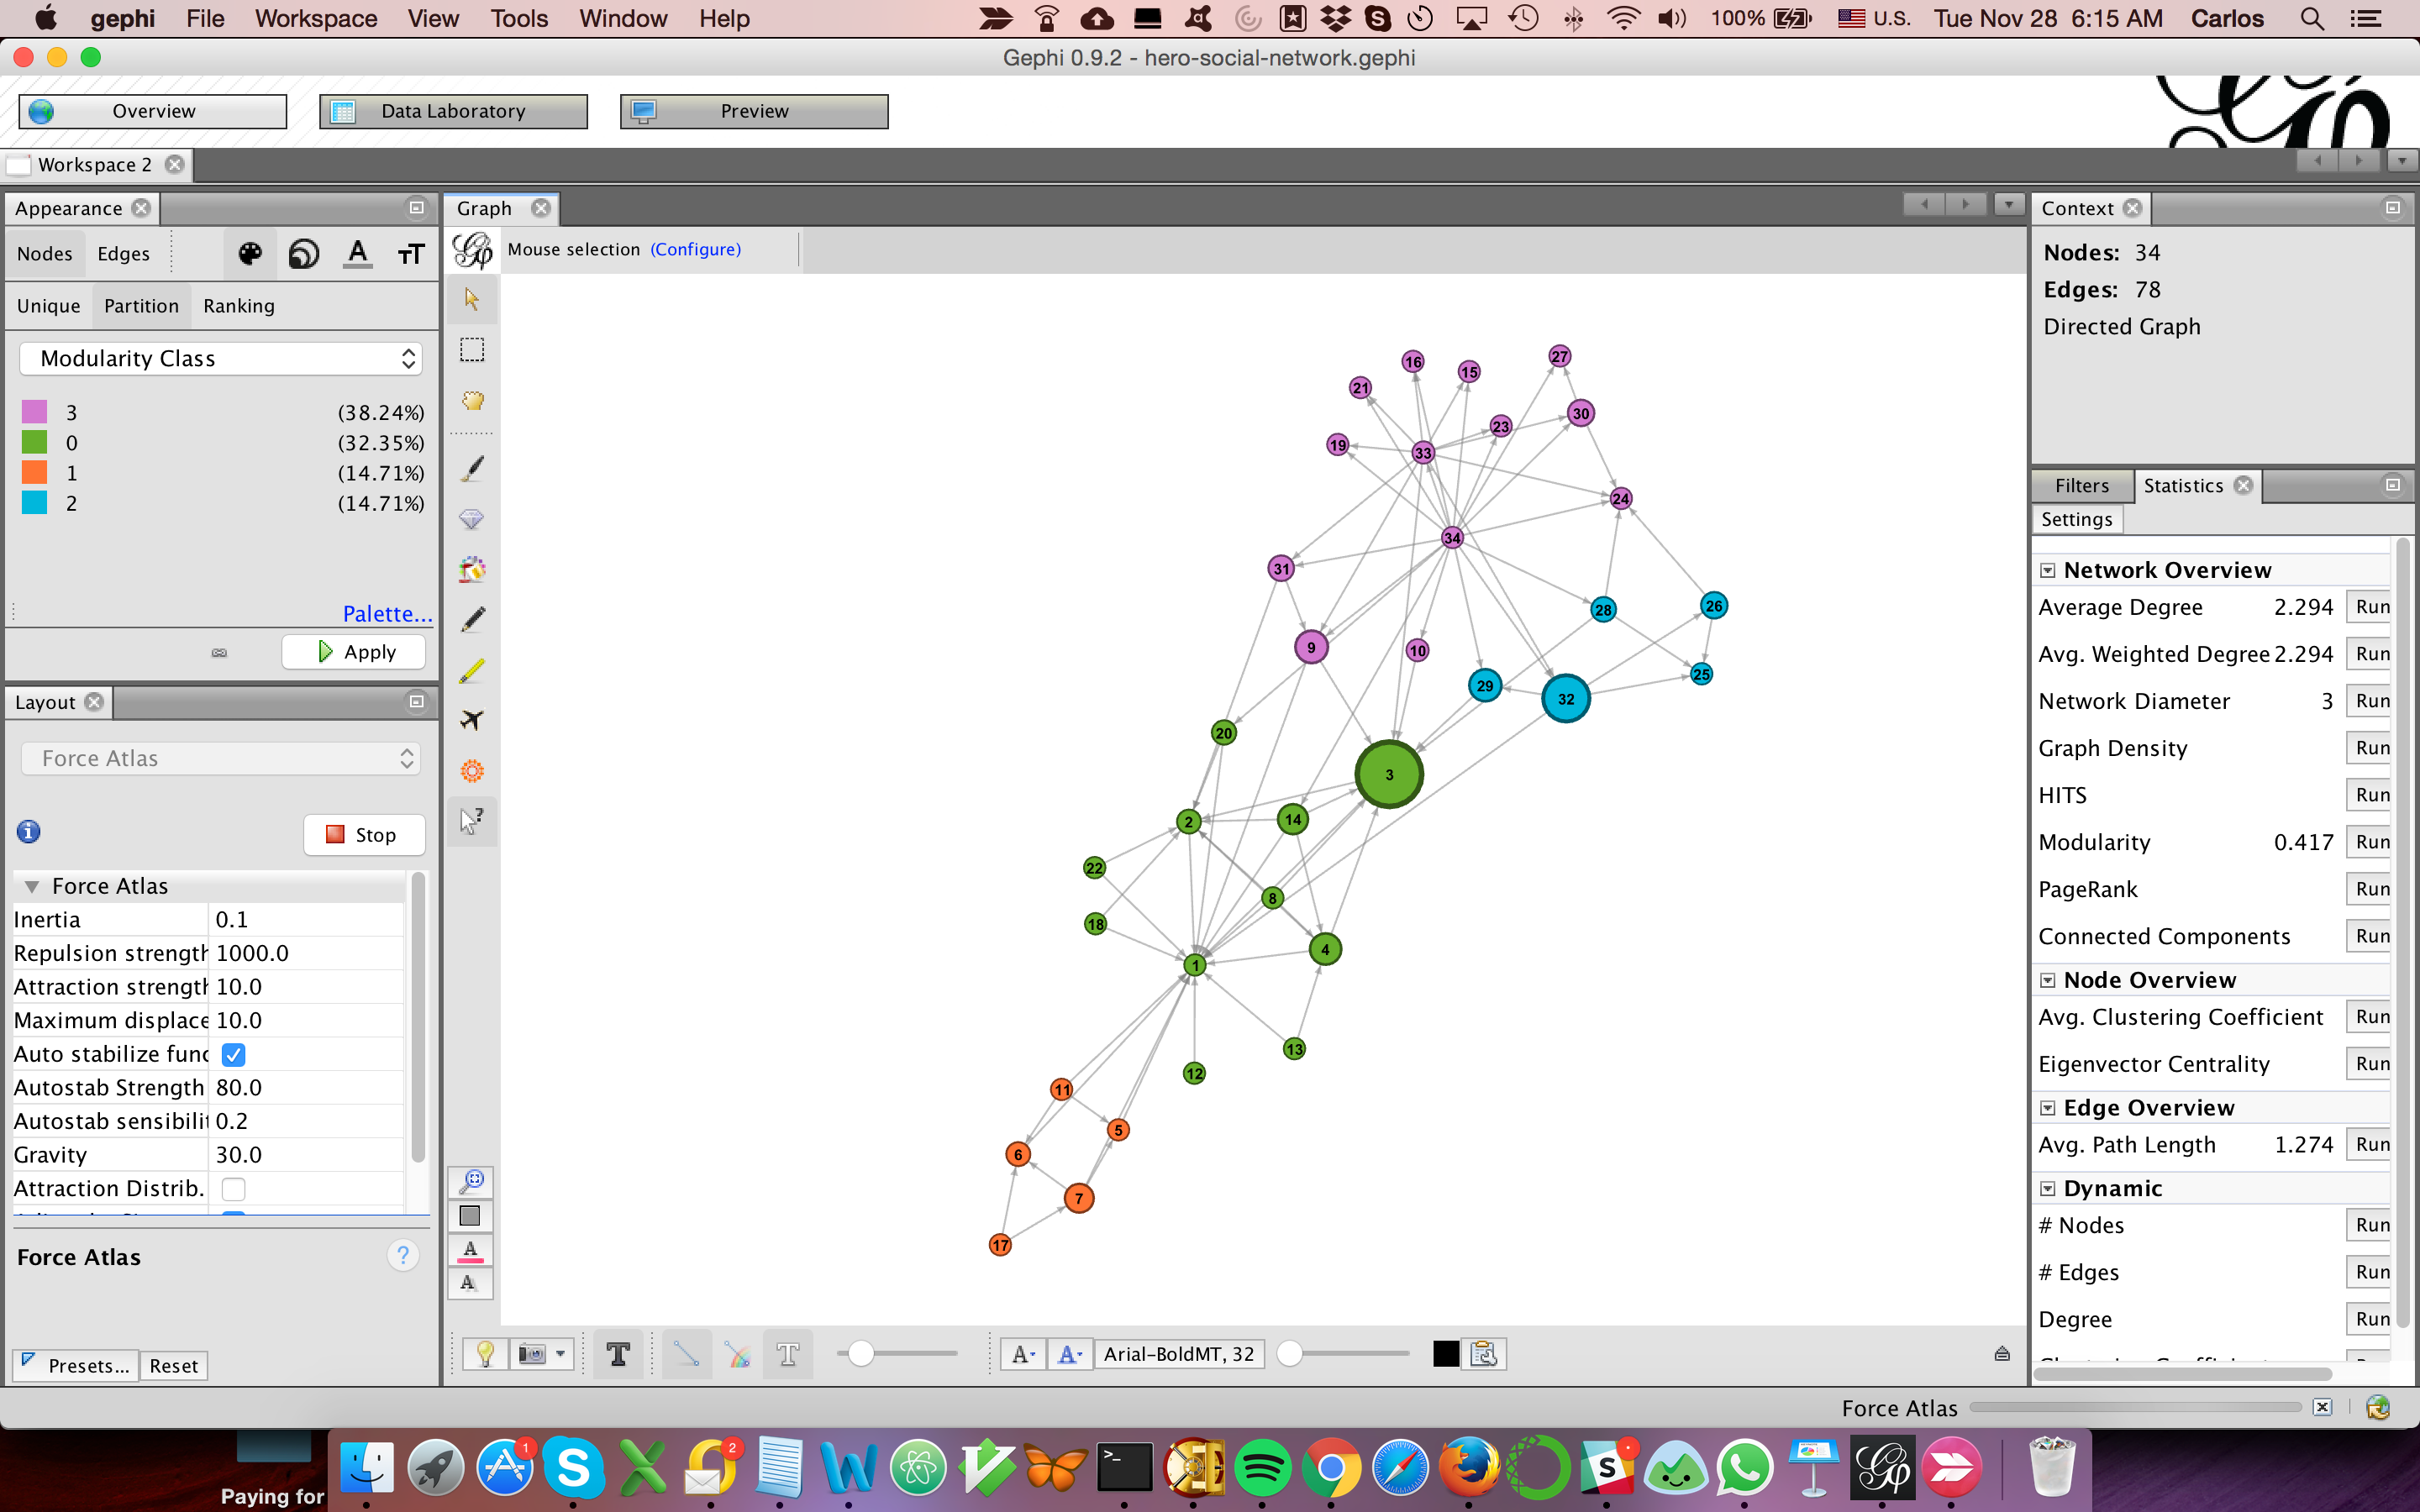 gephi File Workspace View Tools Window Help 100% U.S. Tue Nov 28 6:15 AM Carlos
Gephi 0.9.2 - hero-social-network.gephi
Overview Data Laboratory Preview
Workspace 2
Appearance
Nodes Edges A TT
Unique Partition Ranking
Modularity Class
3 (38.24%)
0 (32.35%)
1 (14.71%)
2 (14.71%)
Palette...
Apply
Layout
Force Atlas
Stop
Force Atlas
Inertia 0.1
Repulsion strength 1000.0
Attraction strength 10.0
Maximum displace 10.0
Auto stabilize func
Autostab Strength 80.0
Autostab sensibilit 0.2
Gravity 30.0
Attraction Distrib.
Force Atlas
?
Presets... Reset
Graph
Mouse selection (Configure)
27
16
15
21
30
23
19
33
24
34
31
26
28
9
10
25
29
32
20
3
14
2
22
8
18
4
1
13
12
11
5
6
7
17
T T A A Arial-BoldMT, 32
Context
Nodes: 34
Edges: 78
Directed Graph
Filters Statistics
Settings
Network Overview
Average Degree 2.294 Run
Avg. Weighted Degree 2.294 Run
Network Diameter 3 Run
Graph Density Run
HITS Run
Modularity 0.417 Run
PageRank Run
Connected Components Run
Node Overview
Avg. Clustering Coefficient Run
Eigenvector Centrality Run
Edge Overview
Avg. Path Length 1.274 Run
Dynamic
# Nodes Run
# Edges Run
Degree Run
Force Atlas
1 2
Paying for